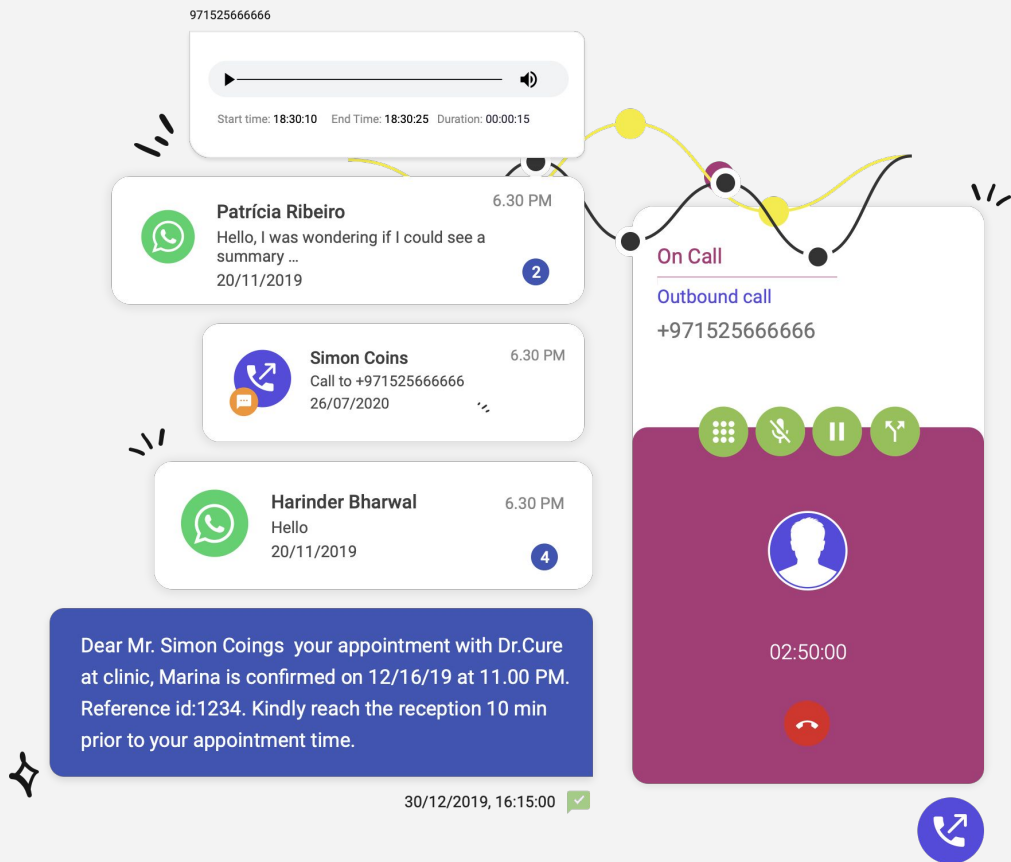 971525666666
Start time: 18:30:10 End Time: 18:30:25 Duration: 00:00:15
Patrícia Ribeiro
6.30 PM
Hello, I was wondering if I could see a
summary ...
20/11/2019
2
Simon Coins
6.30 PM
Call to +971525666666
26/07/2020
Harinder Bharwal
6.30 PM
Hello
20/11/2019
4
Dear Mr. Simon Coings your appointment with Dr.Cure
at clinic, Marina is confirmed on 12/16/19 at 11.00 PM.
Reference id:1234. Kindly reach the reception 10 min
prior to your appointment time.
30/12/2019, 16:15:00
On Call
Outbound call
+971525666666
02:50:00